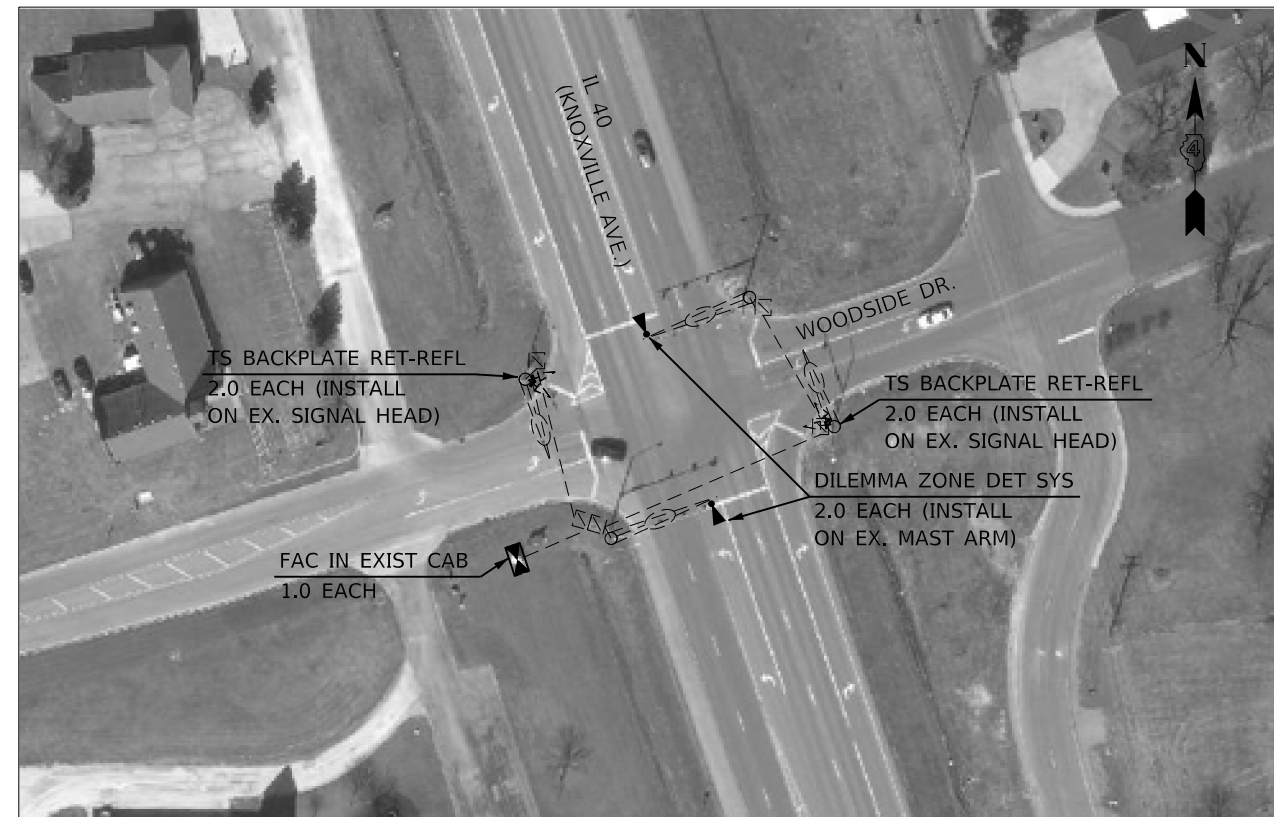 N
4
IL 40
(KNOXVILLE AVE.)
WOODSIDE DR.
TS BACKPLATE RET-REFL
2.0 EACH (INSTALL
ON EX. SIGNAL HEAD)
TS BACKPLATE RET-REFL
2.0 EACH (INSTALL
ON EX. SIGNAL HEAD)
DILEMMA ZONE DET SYS
2.0 EACH (INSTALL
ON EX. MAST ARM)
FAC IN EXIST CAB
1.0 EACH